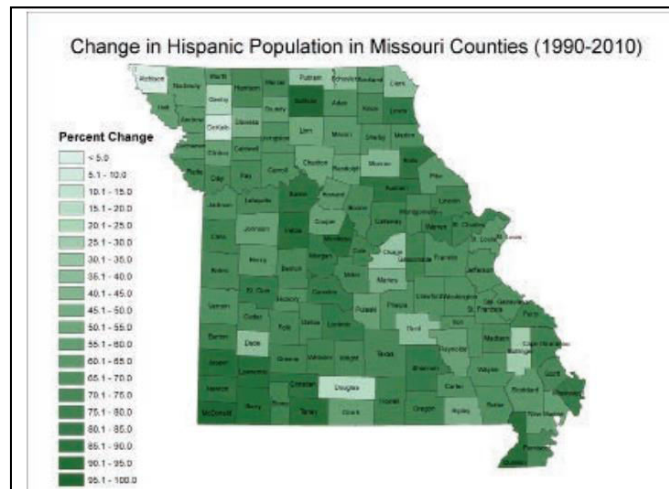 Change in Hispanic Population in Missouri Counties (1990-2010)
Percent Change
< 5.0
5.1 - 10.0
10.1 - 15.0
15.1 - 20.0
20.1 - 25.0
25.1 - 30.0
30.1 - 35.0
35.1 - 40.0
40.1 - 45.0
45.1 - 50.0
50.1 - 55.0
55.1 - 60.0
60.1 - 65.0
65.1 - 70.0
70.1 - 75.0
75.1 - 80.0
80.1 - 85.0
85.1 - 90.0
90.1 - 95.0
95.1 - 100.0
Atchison
Nodaway
Worth
Harrison
Mercer
Putnam
Schuyler
Scotland
Clark
Holt
Andrew
Gentry
DeKalb
Daviess
Grundy
Sullivan
Adair
Knox
Lewis
Linn
Macon
Shelby
Marion
Clinton
Caldwell
Livingston
Chariton
Randolph
Monroe
Ralls
Pike
Platte
Clay
Ray
Carroll
Saline
Howard
Boone
Audrain
Lincoln
Jackson
Lafayette
Cooper
Callaway
Montgomery
Warren
St. Charles
St. Louis
Cass
Johnson
Pettis
Moniteau
Cole
Osage
Gasconade
Franklin
Jefferson
Bates
Henry
Benton
Morgan
Miller
Maries
St. Clair
Hickory
Camden
Phelps
Crawford
Washington
St. Francois
Perry
Vernon
Cedar
Polk
Dallas
Laclede
Pulaski
Dent
Iron
Madison
Cape Girardeau
Barton
Dade
Greene
Webster
Wright
Texas
Reynolds
Wayne
Bollinger
Scott
Jasper
Lawrence
Christian
Douglas
Shannon
Carter
Stoddard
Newton
McDonald
Barry
Stone
Taney
Ozark
Howell
Oregon
Ripley
Butler